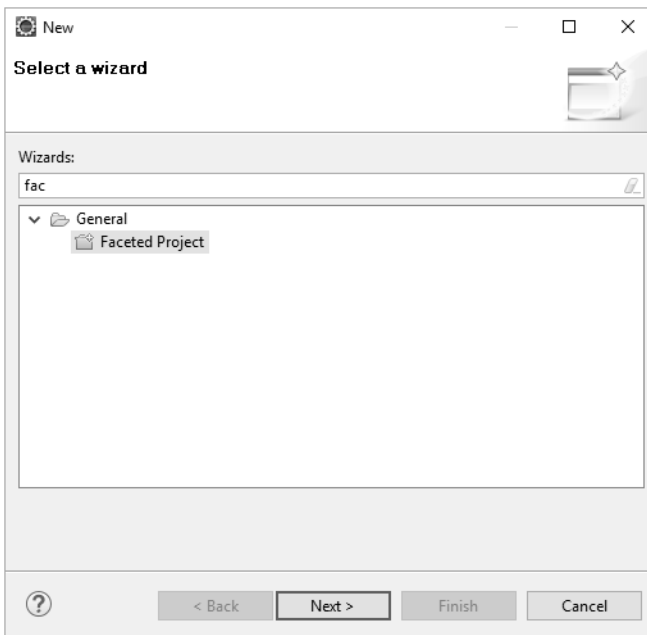 New
Select a wizard
Wizards:
fac
General
Faceted Project
?
< Back Next > Finish Cancel